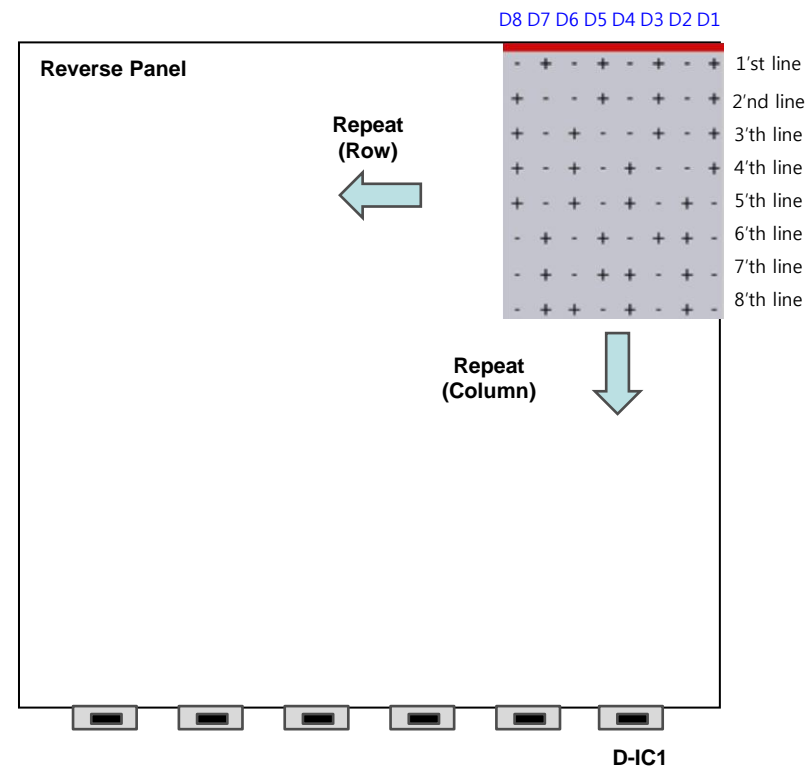 D8 D7 D6 D5 D4 D3 D2 D1
Reverse Panel
- + - + - + - + 1'st line
+ - - + - + - + 2'nd line
+ - + - - + - + 3'th line
Repeat
(Row)
+ - + - + - - + 4'th line
+ - + - + - + - 5'th line
- + - + - + + - 6'th line
- + - + + - + - 7'th line
- + + - + - + - 8'th line
Repeat
(Column)
D-IC1